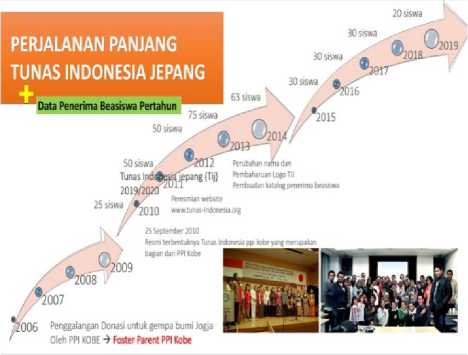 PERJALANAN PANJANG
TUNAS INDONESIA JEPANG
+
Data Penerima Beasiswa Pertahun
20 siswa
30 siswa
30 siswa
30 siswa
2019
2018
2017
2016
2015
63 siswa
75 siswa
50 siswa
50 siswa
25 siswa
2014
2013
2012
2011
2010
Tunas Indonesia jepang (Tij)
2019/2020
Perubahan nama dan
Pembaharuan Logo TIJ
Pembuatan katalog penerima beasiswa
Peresmian website
www.tunas-indonesia.org
25 September 2010
Resmi terbentuknya Tunas Indonesia ppi kobe yang merupakan
bagian dari PPI Kobe
2009
2008
2007
2006
Penggalangan Donasi untuk gempa bumi Jogja
Oleh PPI KOBE → Foster Parent PPI Kobe